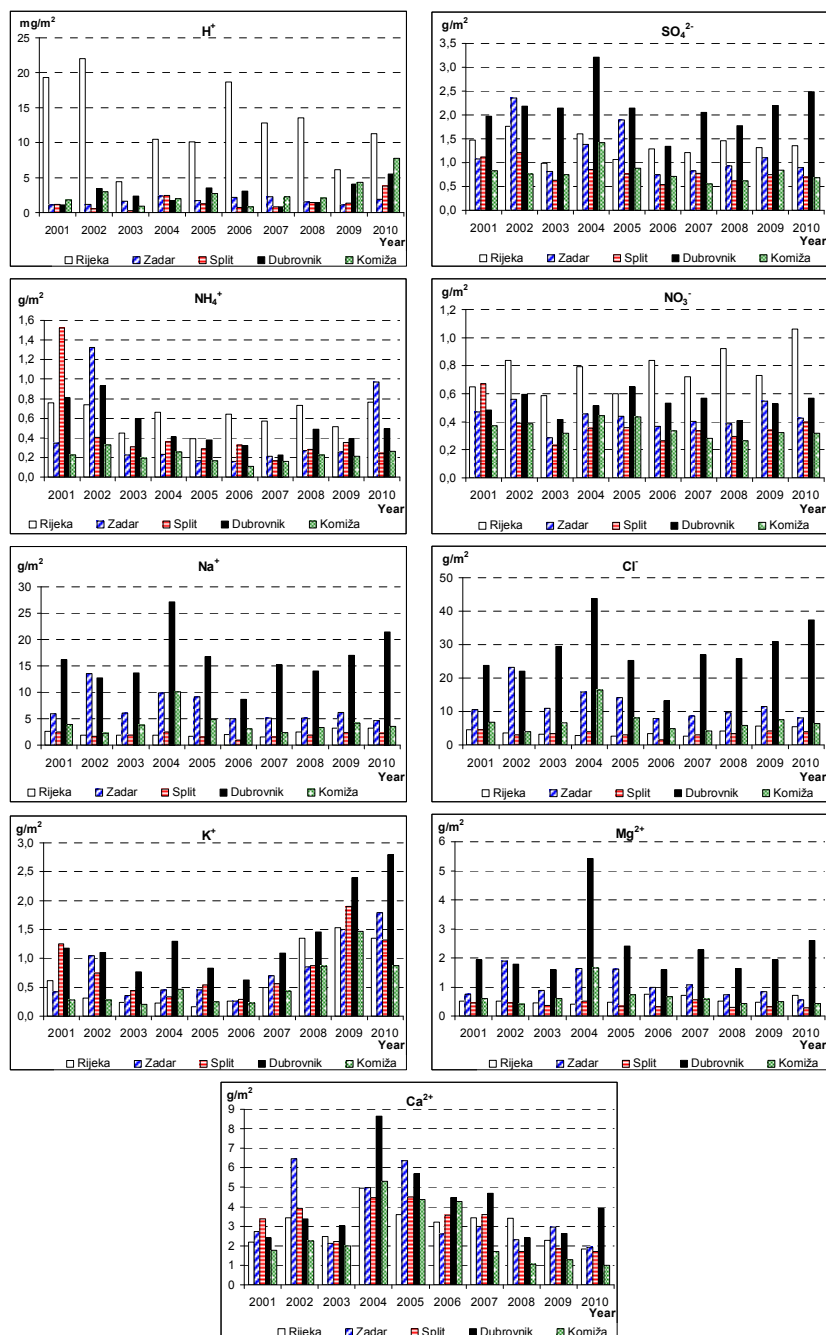 mg/m²
H⁺
25
20
15
10
5
0
2001 2002 2003 2004 2005 2006 2007 2008 2009 2010
Year
Rijeka Zadar Split Dubrovnik Komiža
g/m²
SO₄²⁻
3,5
3,0
2,5
2,0
1,5
1,0
0,5
0,0
2001 2002 2003 2004 2005 2006 2007 2008 2009 2010
Year
Rijeka Zadar Split Dubrovnik Komiža
g/m²
NH₄⁺
1,6
1,4
1,2
1,0
0,8
0,6
0,4
0,2
0,0
2001 2002 2003 2004 2005 2006 2007 2008 2009 2010
Year
Rijeka Zadar Split Dubrovnik Komiža
g/m²
NO₃⁻
1,2
1,0
0,8
0,6
0,4
0,2
0,0
2001 2002 2003 2004 2005 2006 2007 2008 2009 2010
Year
Rijeka Zadar Split Dubrovnik Komiža
g/m²
Na⁺
30
25
20
15
10
5
0
2001 2002 2003 2004 2005 2006 2007 2008 2009 2010
Year
Rijeka Zadar Split Dubrovnik Komiža
g/m²
Cl⁻
50
40
30
20
10
0
2001 2002 2003 2004 2005 2006 2007 2008 2009 2010
Year
Rijeka Zadar Split Dubrovnik Komiža
g/m²
K⁺
3,0
2,5
2,0
1,5
1,0
0,5
0,0
2001 2002 2003 2004 2005 2006 2007 2008 2009 2010
Year
Rijeka Zadar Split Dubrovnik Komiža
g/m²
Mg²⁺
6
5
4
3
2
1
0
2001 2002 2003 2004 2005 2006 2007 2008 2009 2010
Year
Rijeka Zadar Split Dubrovnik Komiža
g/m²
Ca²⁺
9
8
7
6
5
4
3
2
1
0
2001 2002 2003 2004 2005 2006 2007 2008 2009 2010
Year
Rijeka Zadar Split Dubrovnik Komiža